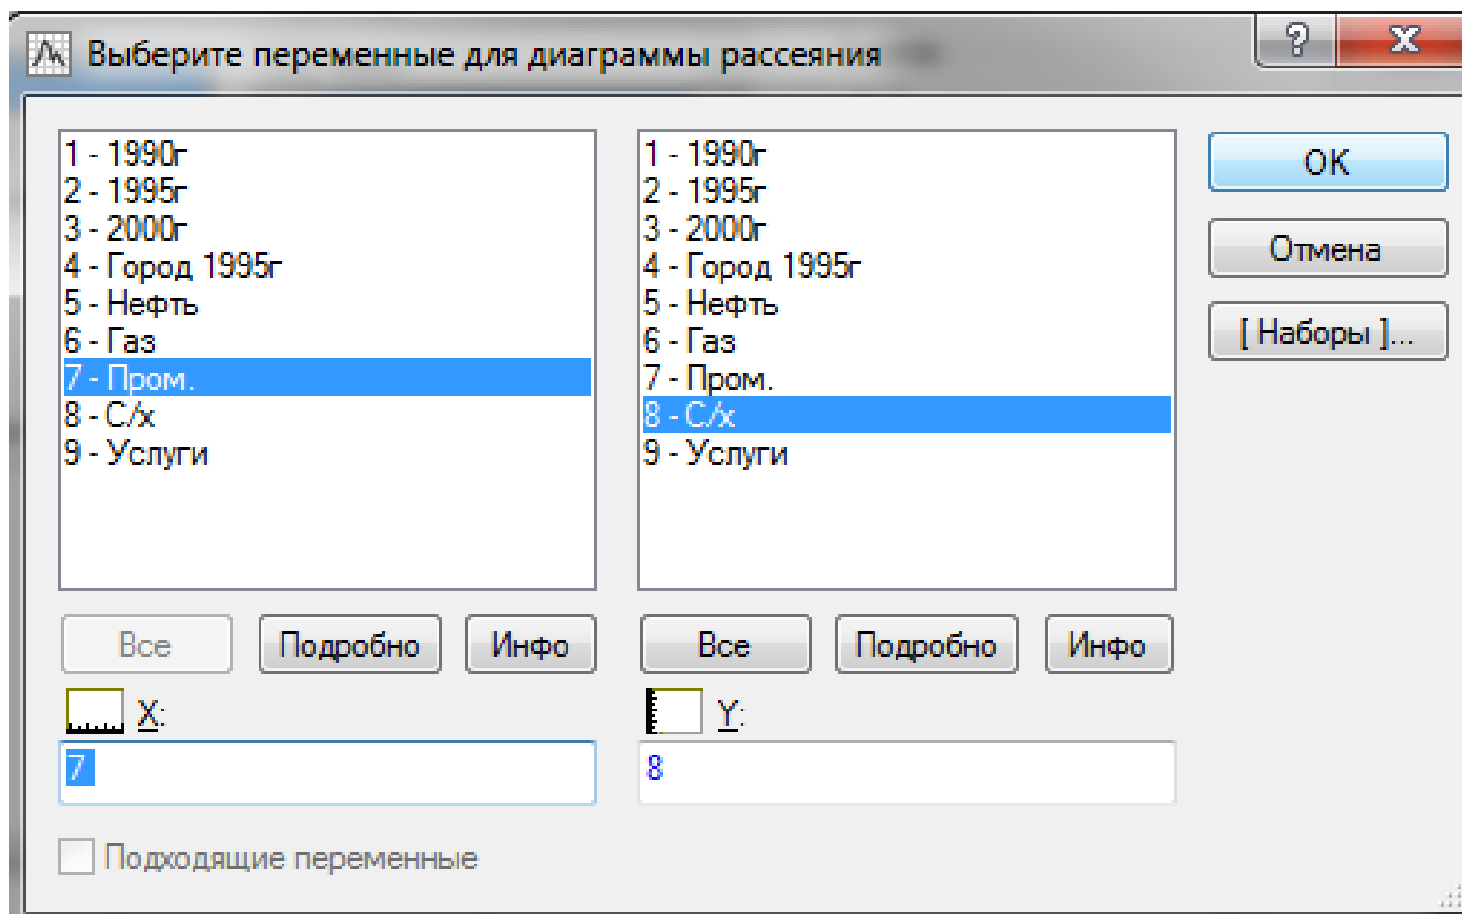 Выберите переменные для диаграммы рассеяния
1 - 1990г
2 - 1995г
3 - 2000г
4 - Город 1995г
5 - Нефть
6 - Газ
7 - Пром.
8 - С/х
9 - Услуги
1 - 1990г
2 - 1995г
3 - 2000г
4 - Город 1995г
5 - Нефть
6 - Газ
7 - Пром.
8 - С/х
9 - Услуги
OK
Отмена
[ Наборы ]...
Все Подробно Инфо Все Подробно Инфо
X: Y:
7 8
Подходящие переменные